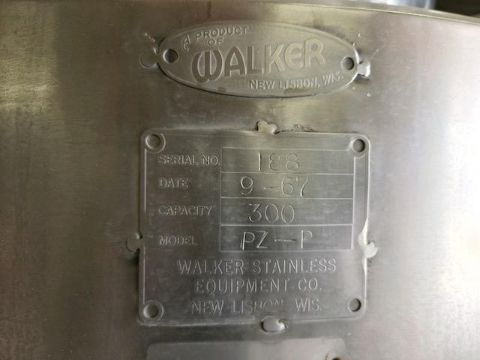 A PRODUCT
OF
WALKER
NEW LISBON, WIS.
SERIAL NO. 188
DATE 9-67
CAPACITY 300
MODEL PZ-P
WALKER STAINLESS
EQUIPMENT CO.
NEW LISBON, WIS.